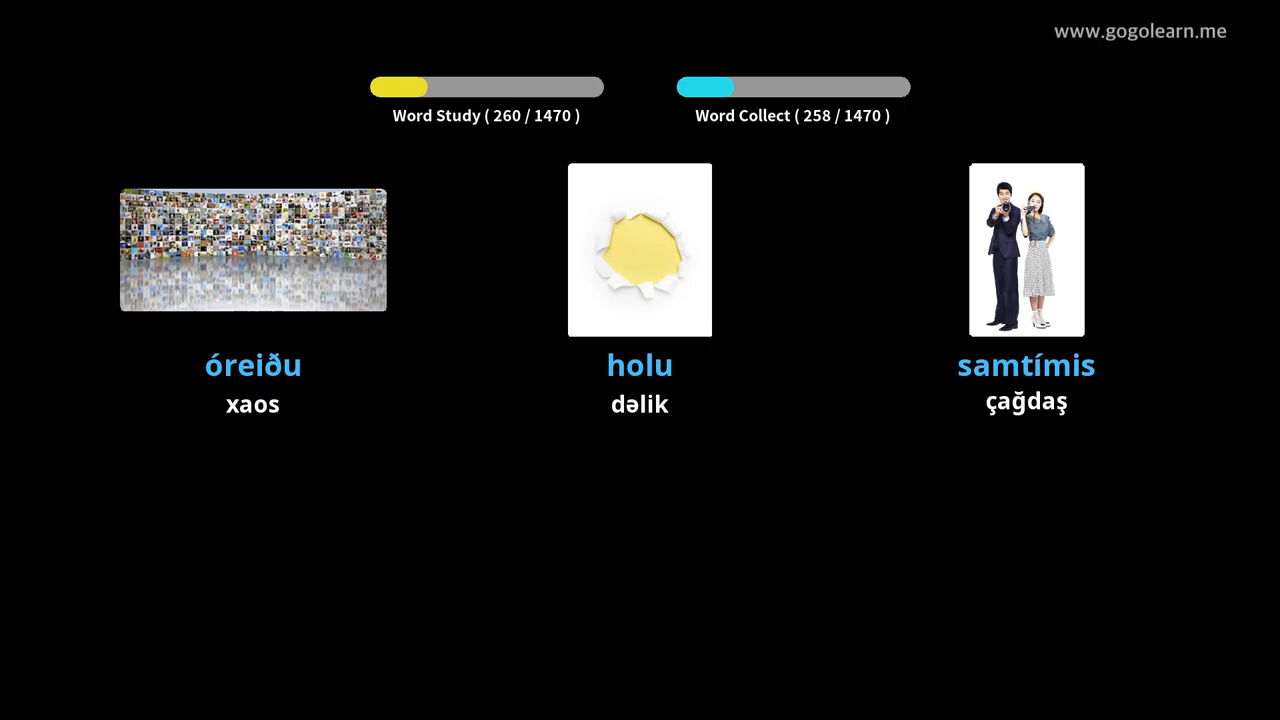 www.gogolearn.me
Word Study ( 260 / 1470 )
Word Collect ( 258 / 1470 )
óreiðu
xaos
holu
dəlik
samtímis
çağdaş